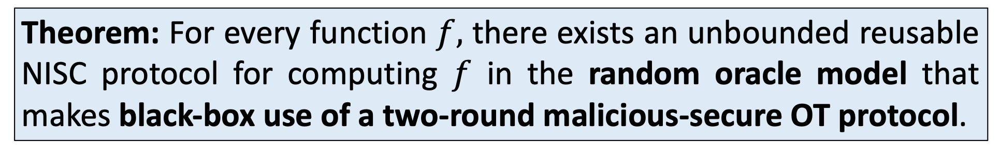 Theorem: For every function f, there exists an unbounded reusable
NISC protocol for computing f in the random oracle model that
makes black-box use of a two-round malicious-secure OT protocol.